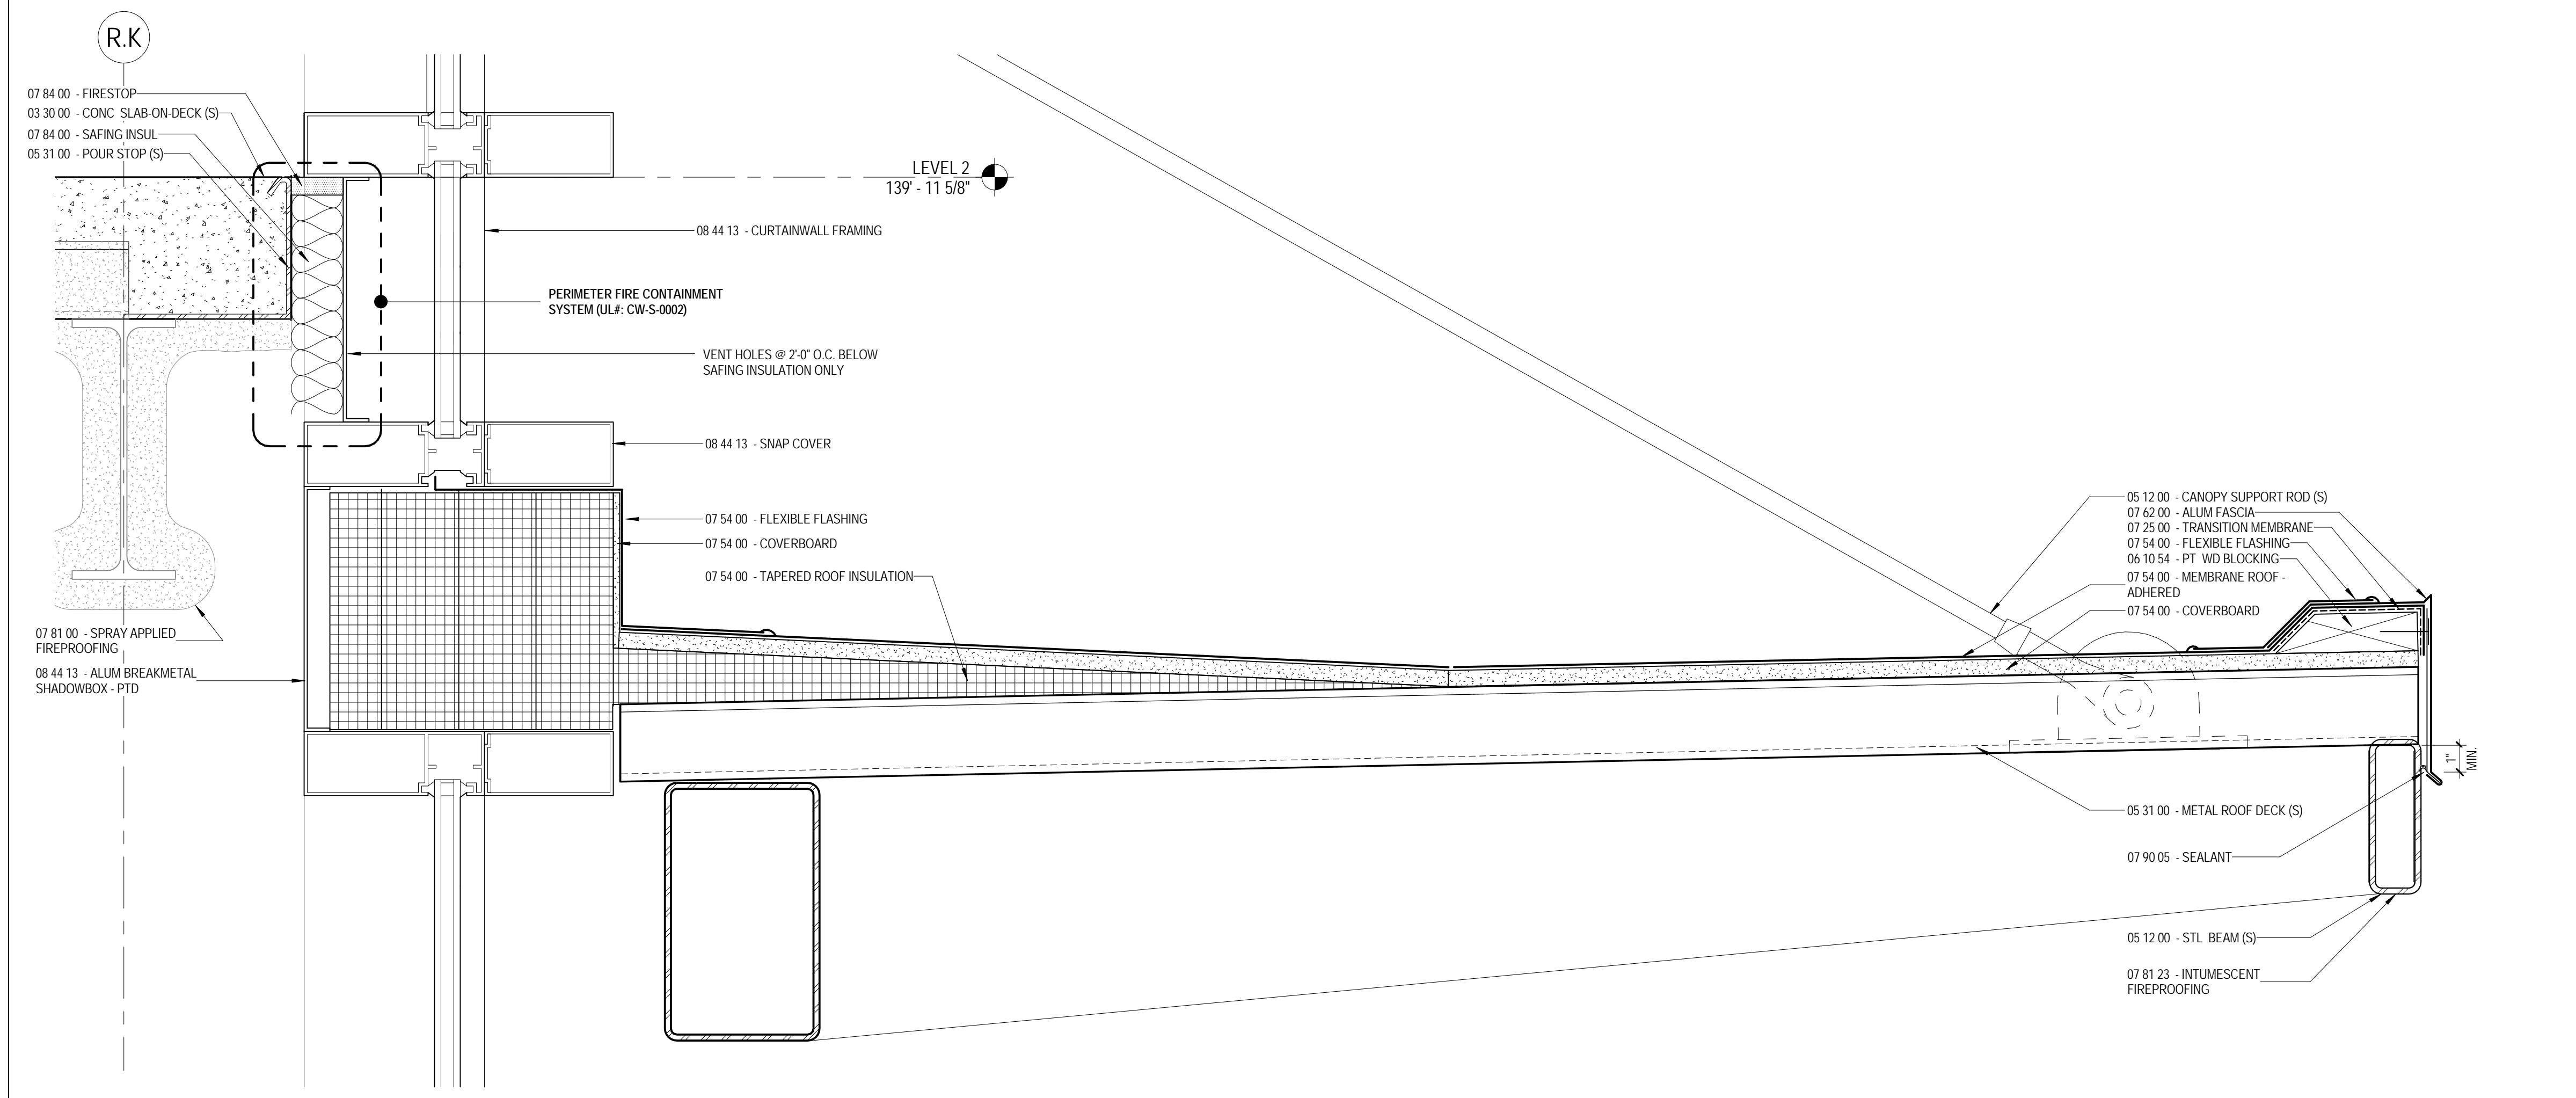 R.K
07 84 00 - FIRESTOP
03 30 00 - CONC SLAB-ON-DECK (S)
07 84 00 - SAFING INSUL
05 31 00 - POUR STOP (S)
LEVEL 2
139' - 11 5/8"
08 44 13 - CURTAINWALL FRAMING
PERIMETER FIRE CONTAINMENT
SYSTEM (UL#: CW-S-0002)
VENT HOLES @ 2'-0" O.C. BELOW
SAFING INSULATION ONLY
08 44 13 - SNAP COVER
07 54 00 - FLEXIBLE FLASHING
07 54 00 - COVERBOARD
07 54 00 - TAPERED ROOF INSULATION
07 81 00 - SPRAY APPLIED
FIREPROOFING
08 44 13 - ALUM BREAKMETAL
SHADOWBOX - PTD
05 12 00 - CANOPY SUPPORT ROD (S)
07 62 00 - ALUM FASCIA
07 25 00 - TRANSITION MEMBRANE
07 54 00 - FLEXIBLE FLASHING
06 10 54 - PT WD BLOCKING
07 54 00 - MEMBRANE ROOF -
ADHERED
07 54 00 - COVERBOARD
1"
MIN.
05 31 00 - METAL ROOF DECK (S)
07 90 05 - SEALANT
05 12 00 - STL BEAM (S)
07 81 23 - INTUMESCENT
FIREPROOFING